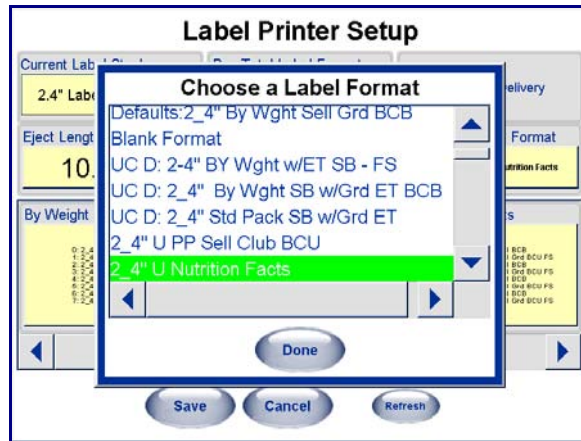 Label Printer Setup
Current Lab
2.4" Labe
elivery
Eject Lengt
10.
Format
utrition Facts
By Weight
Choose a Label Format
Defaults:2_4" By Wght Sell Grd BCB
Blank Format
UC D: 2-4" BY Wght w/ET SB - FS
UC D: 2_4" By Wght SB w/Grd ET BCB
UC D: 2_4" Std Pack SB w/Grd ET
2_4" U PP Sell Club BCU
2_4" U Nutrition Facts
Done
Save
Cancel
Refresh